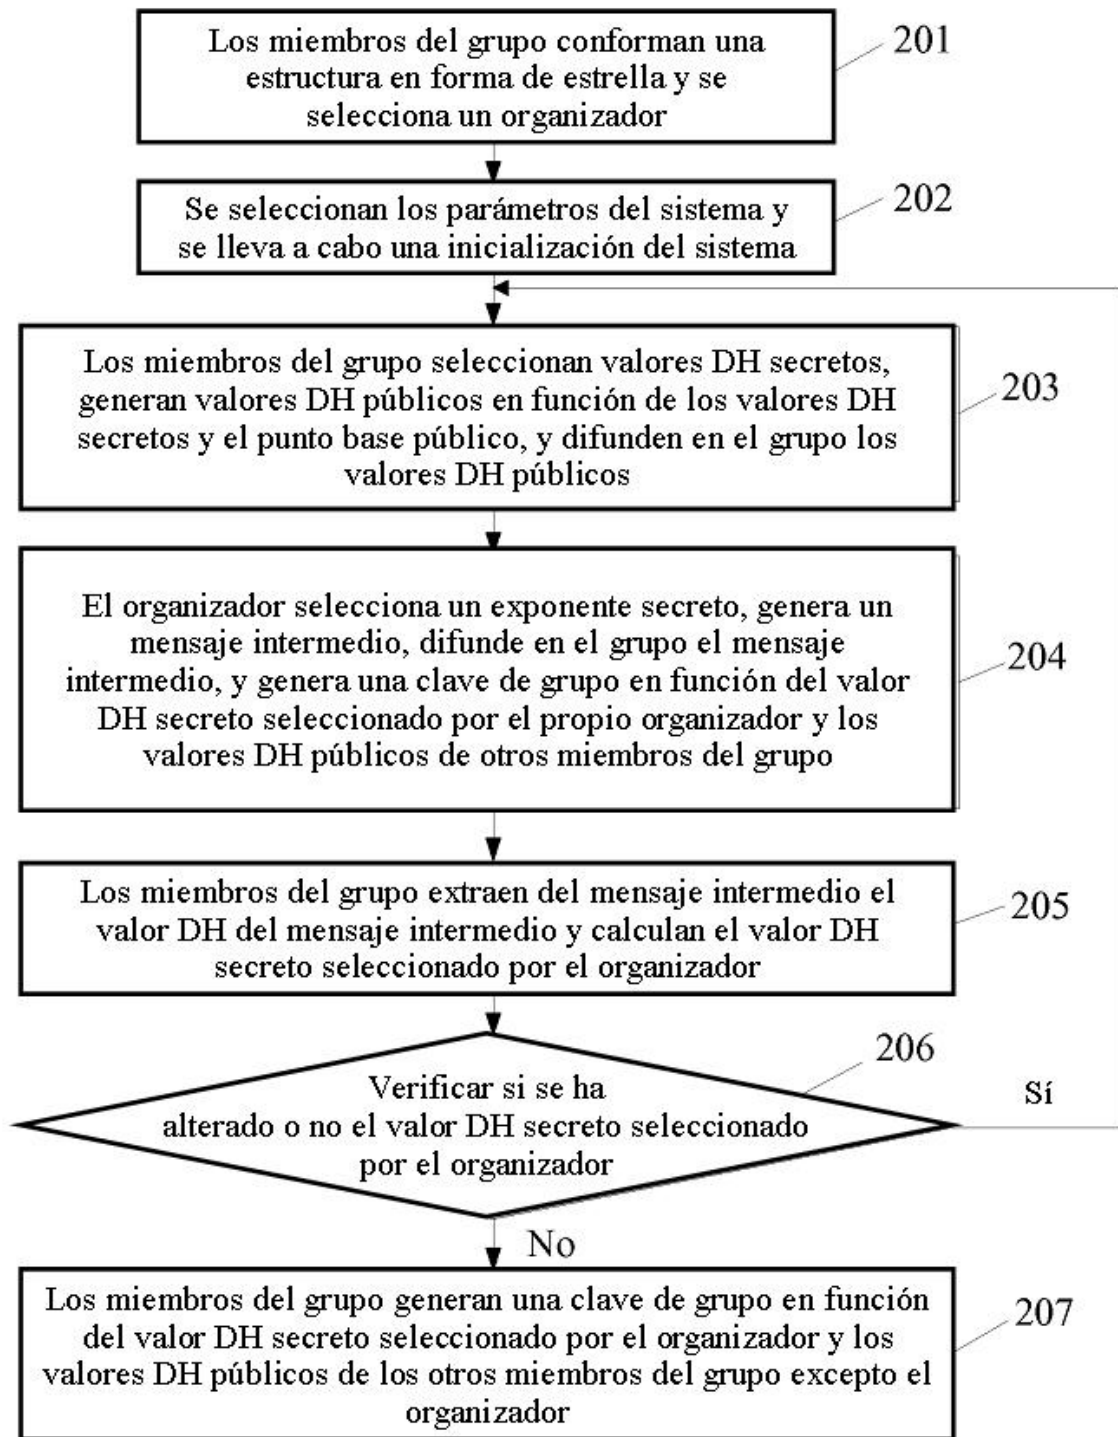 Los miembros del grupo conforman una
estructura en forma de estrella y se
selecciona un organizador
201
Se seleccionan los parámetros del sistema y
se lleva a cabo una inicialización del sistema
202
Los miembros del grupo seleccionan valores DH secretos,
generan valores DH públicos en función de los valores DH
secretos y el punto base público, y difunden en el grupo los
valores DH públicos
203
El organizador selecciona un exponente secreto, genera un
mensaje intermedio, difunde en el grupo el mensaje
intermedio, y genera una clave de grupo en función del valor
DH secreto seleccionado por el propio organizador y los
valores DH públicos de otros miembros del grupo
204
Los miembros del grupo extraen del mensaje intermedio el
valor DH del mensaje intermedio y calculan el valor DH
secreto seleccionado por el organizador
205
Verificar si se ha
alterado o no el valor DH secreto seleccionado
por el organizador
206
Sí
No
Los miembros del grupo generan una clave de grupo en función
del valor DH secreto seleccionado por el organizador y los
valores DH públicos de los otros miembros del grupo excepto el
organizador
207